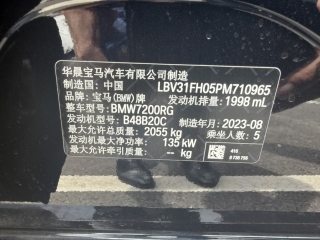 华晨宝马汽车有限公司制造
制造国：中国 LBV31FH05PM710965
品牌：宝马(BMW)牌 发动机排量：1998 mL
整车型号：BMW7200RG
发动机型号：B48B20C 制造年月：2023-08
最大允许总质量：2055 kg 乘坐人数：5
发动机最大净功率：135 kW
最大允许牵引质量：-- kg